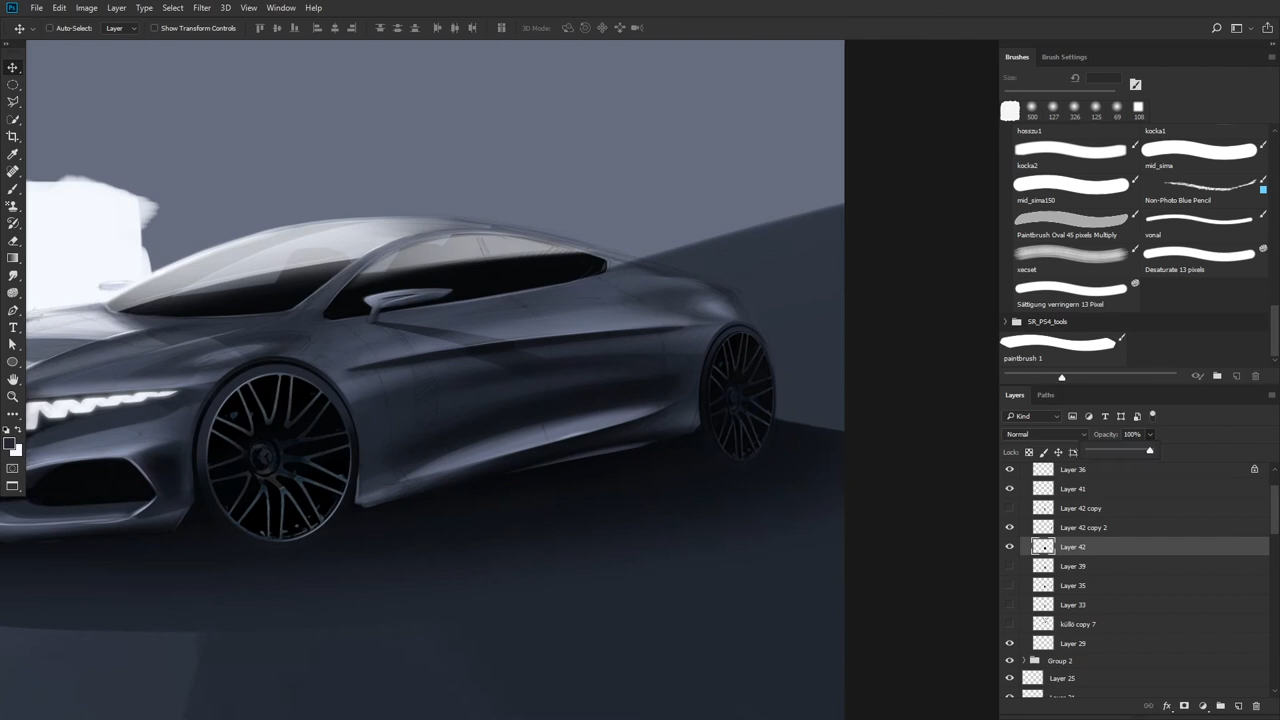 Ps File Edit Image Layer Type Select Filter 3D View Window Help
Auto-Select: Layer Show Transform Controls 3D Mode:
Brushes Brush Settings
Size:
500 127 326 125 69 108
hosszu1 kocka1
kocka2 mid_sima
mid_sima150 Non-Photo Blue Pencil
Paintbrush Oval 45 pixels Multiply vonal
xecset Desaturate 13 pixels
Sättigung verringern 13 Pixel
SR_PS4_tools
paintbrush 1
Layers Paths
Kind
Normal Opacity: 100%
Lock:
Layer 36
Layer 41
Layer 42 copy
Layer 42 copy 2
Layer 42
Layer 39
Layer 35
Layer 33
küllő copy 7
Layer 29
Group 2
Layer 25